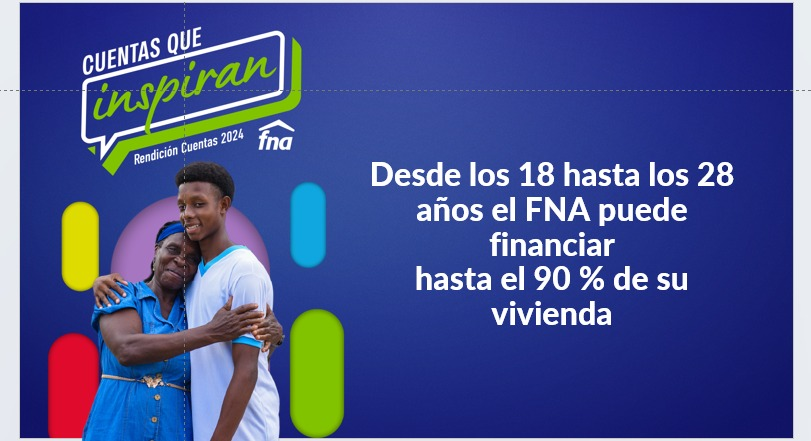 CUENTAS QUE
inspiran
Rendición Cuentas 2024
fna
Desde los 18 hasta los 28
años el FNA puede
financiar
hasta el 90 % de su
vivienda